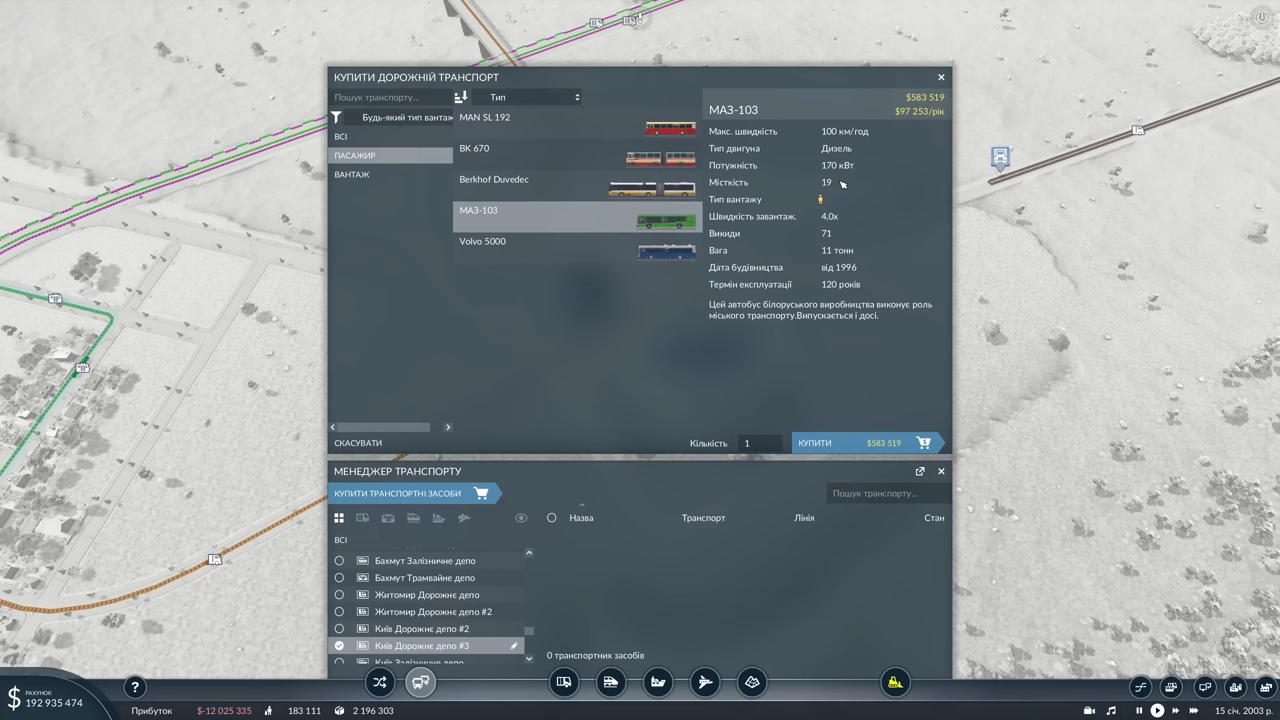 КУПИТИ ДОРОЖНІЙ ТРАНСПОРТ
Пошук транспорту...
Тип
Будь-який тип вантаж
ВСІ
ПАСАЖИР
ВАНТАЖ
MAN SL 192
BK 670
Berkhof Duvedec
МАЗ-103
Volvo 5000
$583 519
МАЗ-103
$97 253/рік
Макс. швидкість 100 км/год
Тип двигуна Дизель
Потужність 170 кВт
Місткість 19
Тип вантажу
Швидкість завантаж. 4,0x
Викиди 71
Вага 11 тонн
Дата будівництва від 1996
Термін експлуатації 120 років
Цей автобус білоруського виробництва виконує роль
міського транспорту.Випускається і досі.
СКАСУВАТИ
Кількість 1
КУПИТИ $583 519
МЕНЕДЖЕР ТРАНСПОРТУ
КУПИТИ ТРАНСПОРТНІ ЗАСОБИ
Пошук транспорту...
Назва Транспорт Лінія Стан
ВСІ
Бахмут Залізничне депо
Бахмут Трамвайне депо
Житомир Дорожнє депо
Житомир Дорожнє депо #2
Київ Дорожнє депо #2
Київ Дорожнє депо #3
Київ Залізничне депо
0 транспортних засобів
РАХУНОК
$ 192 935 474
?
Прибуток $-12 025 335 183 111 2 196 303
15 січ. 2003 р.